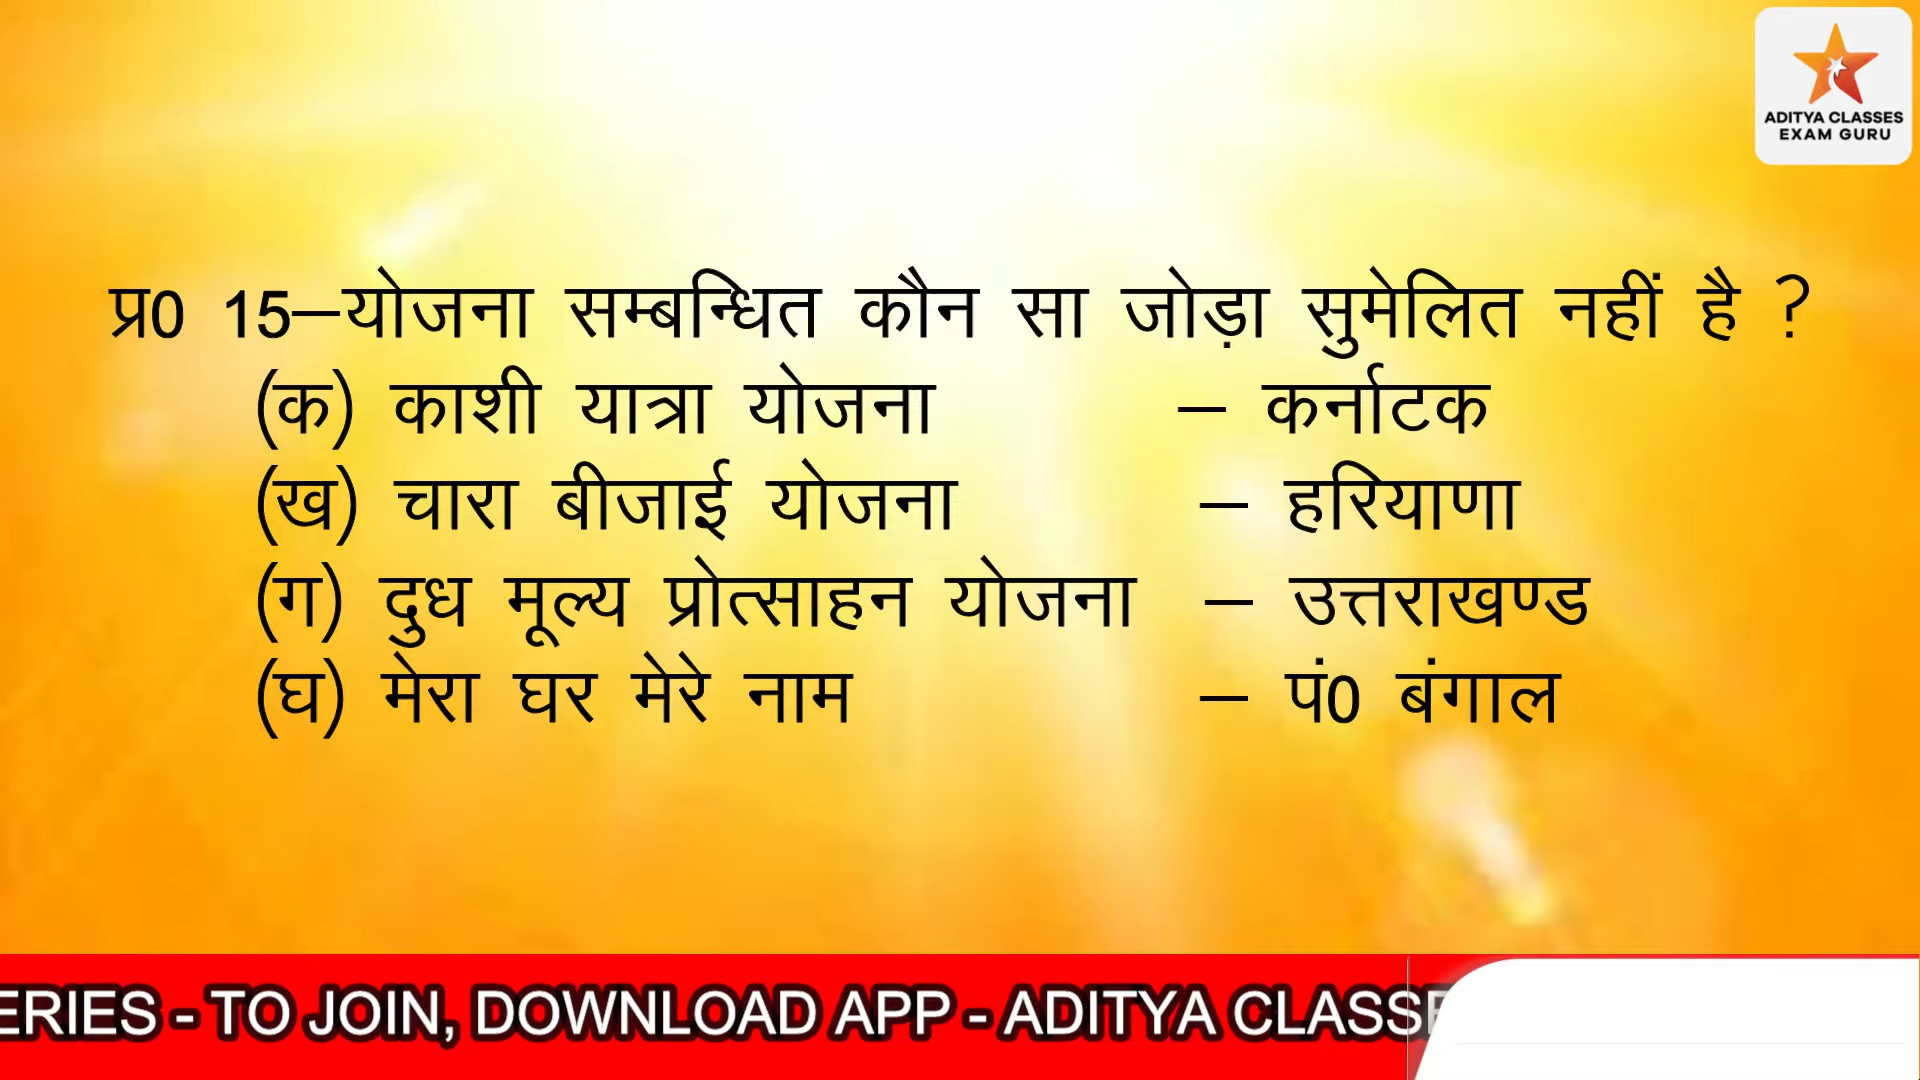 ADITYA CLASSES
EXAM GURU
प्र0 15–योजना सम्बन्धित कौन सा जोड़ा सुमेलित नहीं है ?
(क) काशी यात्रा योजना – कर्नाटक
(ख) चारा बीजाई योजना – हरियाणा
(ग) दुध मूल्य प्रोत्साहन योजना – उत्तराखण्ड
(घ) मेरा घर मेरे नाम – पं0 बंगाल
ERIES - TO JOIN, DOWNLOAD APP - ADITYA CLASSE